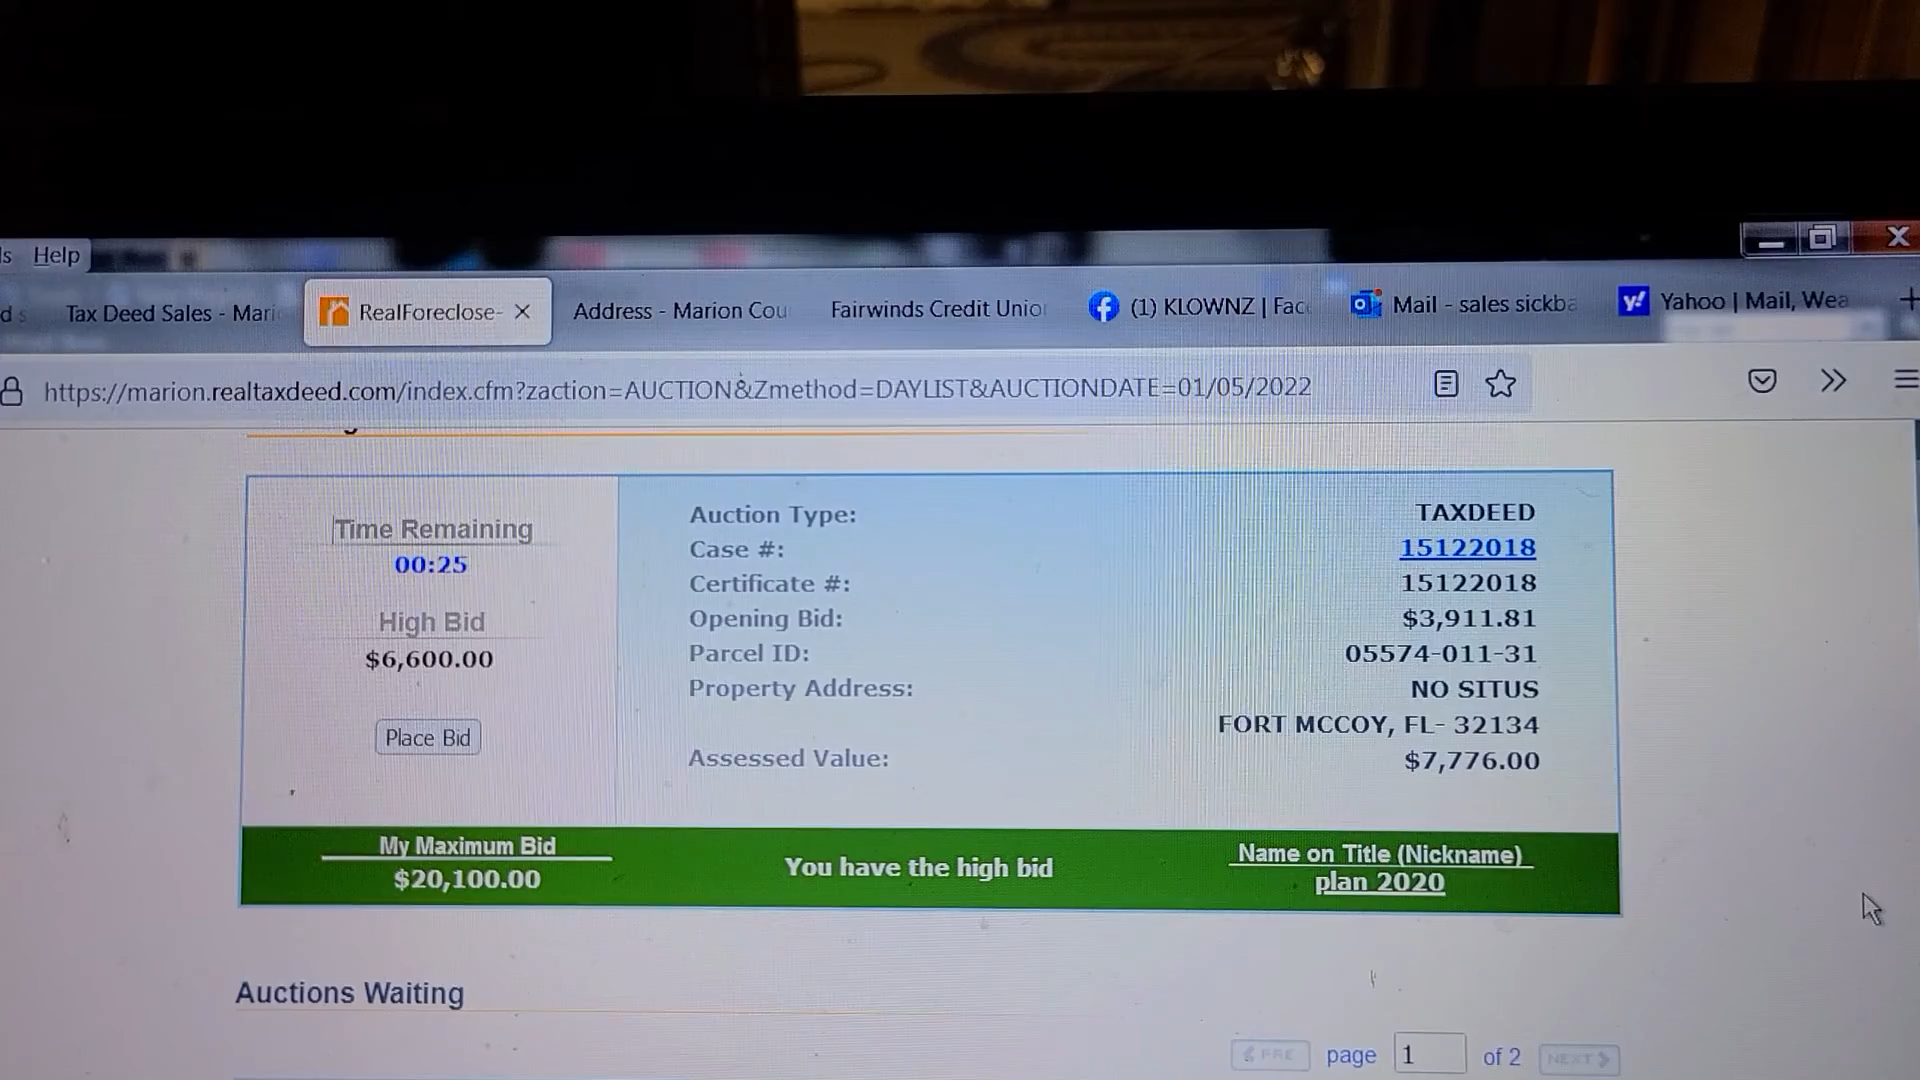 ls Help
d s Tax Deed Sales - Mari RealForeclose- Address - Marion Cou Fairwinds Credit Unio (1) KLOWNZ | Fac Mail - sales sickba Yahoo | Mail, Wea
https://marion.realtaxdeed.com/index.cfm?zaction=AUCTION&Zmethod=DAYLIST&AUCTIONDATE=01/05/2022
Time Remaining
00:25
High Bid
$6,600.00
Place Bid
Auction Type: TAXDEED
Case #: 15122018
Certificate #: 15122018
Opening Bid: $3,911.81
Parcel ID: 05574-011-31
Property Address: NO SITUS
FORT MCCOY, FL- 32134
Assessed Value: $7,776.00
My Maximum Bid
$20,100.00
You have the high bid
Name on Title (Nickname)
plan 2020
Auctions Waiting
PRE page 1 of 2 NEXT